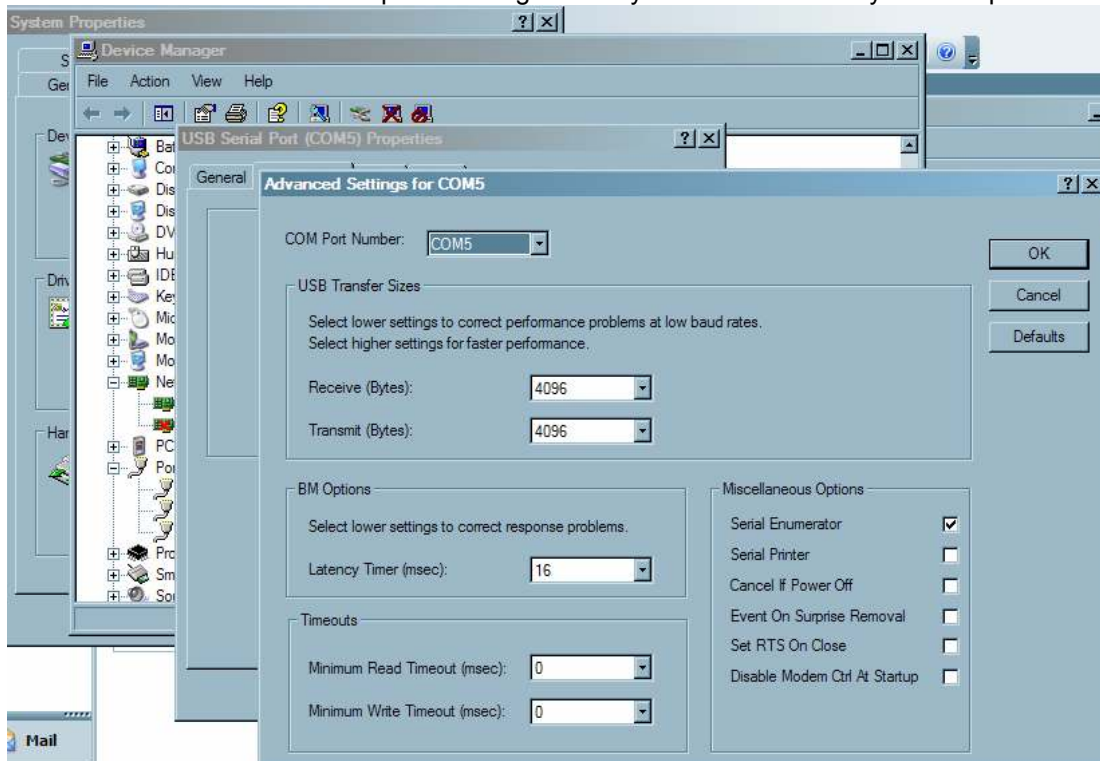 System Properties
Device Manager
File Action View Help
USB Serial Port (COM5) Properties
General
Advanced Settings for COM5
COM Port Number: COM5
OK
Cancel
Defaults
USB Transfer Sizes
Select lower settings to correct performance problems at low baud rates.
Select higher settings for faster performance.
Receive (Bytes): 4096
Transmit (Bytes): 4096
BM Options
Select lower settings to correct response problems.
Latency Timer (msec): 16
Timeouts
Minimum Read Timeout (msec): 0
Minimum Write Timeout (msec): 0
Miscellaneous Options
Serial Enumerator
Serial Printer
Cancel If Power Off
Event On Surprise Removal
Set RTS On Close
Disable Modem Ctrl At Startup
Mail